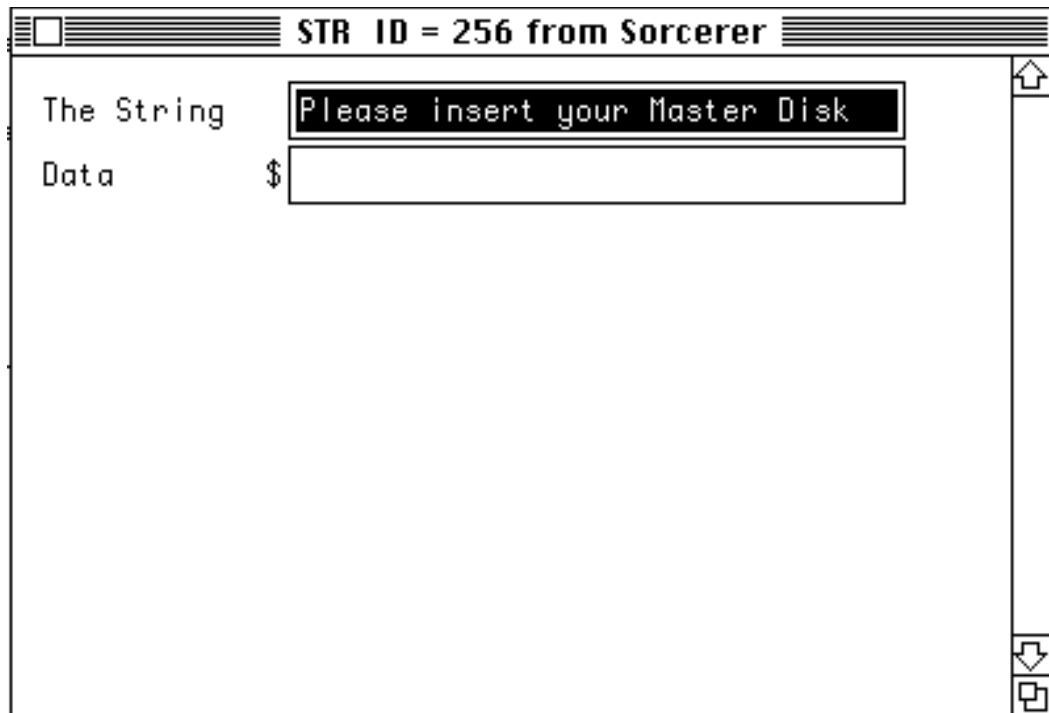 STR ID = 256 from Sorcerer
The String Please insert your Master Disk
Data $